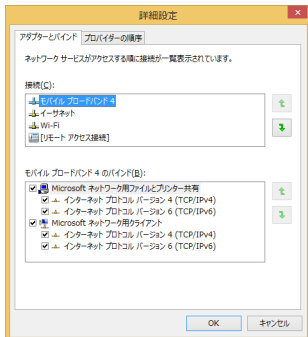 詳細設定
アダプターとバインド プロバイダーの順序
ネットワーク サービスがアクセスする順に接続が一覧表示されています。
接続(C):
モバイル ブロードバンド 4
イーサネット
Wi-Fi
[リモート アクセス接続]
モバイル ブロードバンド 4 のバインド(B):
Microsoft ネットワーク用ファイルとプリンター共有
インターネット プロトコル バージョン 4 (TCP/IPv4)
インターネット プロトコル バージョン 6 (TCP/IPv6)
Microsoft ネットワーク用クライアント
インターネット プロトコル バージョン 4 (TCP/IPv4)
インターネット プロトコル バージョン 6 (TCP/IPv6)
OK キャンセル